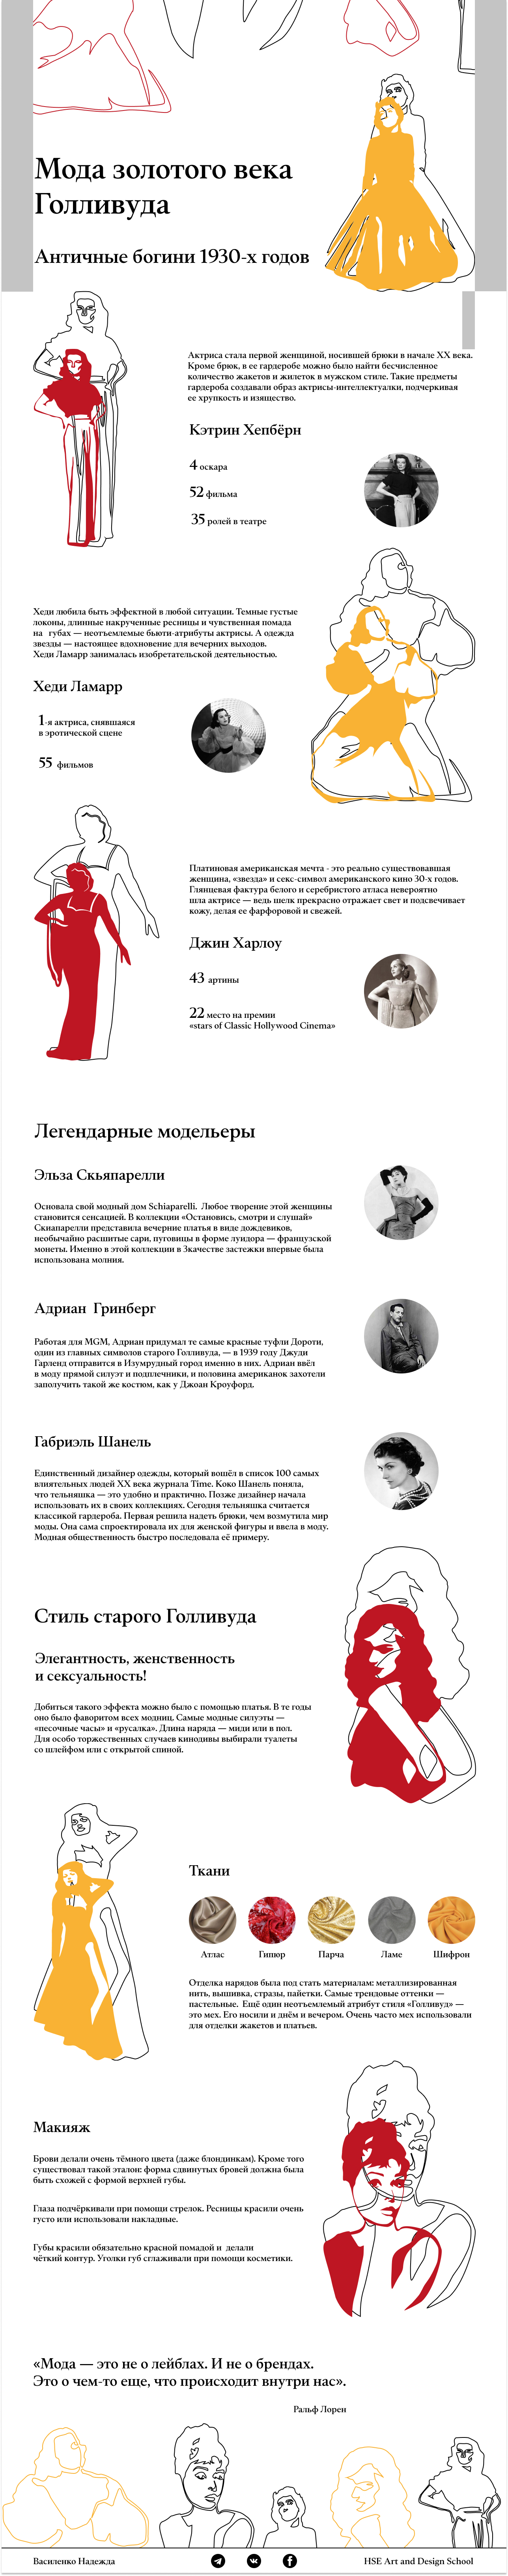 Мода золотого века
Голливуда
Античные богини 1930-х годов
Актриса стала первой женщиной, носившей брюки в начале XX века.
Кроме брюк, в ее гардеробе можно было найти бесчисленное
количество жакетов и жилеток в мужском стиле. Такие предметы
гардероба создавали образ актрисы-интеллектуалки, подчеркивая
ее хрупкость и изящество.
Кэтрин Хепбёрн
4 оскара
52 фильма
35 ролей в театре
Хеди любила быть эффектной в любой ситуации. Темные густые
локоны, длинные накрученные ресницы и чувственная помада
на губах — неотъемлемые бьюти-атрибуты актрисы. А одежда
звезды — настоящее вдохновение для вечерних выходов.
Хеди Ламарр занималась изобретательской деятельностью.
Хеди Ламарр
1-я актриса, снявшаяся
в эротической сцене
55 фильмов
Платиновая американская мечта - это реально существовавшая
женщина, «звезда» и секс-символ американского кино 30-х годов.
Глянцевая фактура белого и серебристого атласа невероятно
шла актрисе — ведь шелк прекрасно отражает свет и подсвечивает
кожу, делая ее фарфоровой и свежей.
Джин Харлоу
43 артины
22 место на премии
«stars of Classic Hollywood Cinema»
Легендарные модельеры
Эльза Скьяпарелли
Основала свой модный дом Schiaparelli. Любое творение этой женщины
становится сенсацией. В коллекции «Остановись, смотри и слушай»
Скиапарелли представила вечерние платья в виде дождевиков,
необычайно расшитые сари, пуговицы в форме луидора — французской
монеты. Именно в этой коллекции в 3качестве застежки впервые была
использована молния.
Адриан Гринберг
Работая для MGM, Адриан придумал те самые красные туфли Дороти,
один из главных символов старого Голливуда, — в 1939 году Джуди
Гарленд отправится в Изумрудный город именно в них. Адриан ввёл
в моду прямой силуэт и подплечники, и половина американок захотели
заполучить такой же костюм, как у Джоан Кроуфорд.
Габриэль Шанель
Единственный дизайнер одежды, который вошёл в список 100 самых
влиятельных людей XX века журнала Time. Коко Шанель поняла,
что тельняшка — это удобно и практично. Позже дизайнер начала
использовать их в своих коллекциях. Сегодня тельняшка считается
классикой гардероба. Первая решила надеть брюки, чем возмутила мир
моды. Она сама спроектировала их для женской фигуры и ввела в моду.
Модная общественность быстро последовала её примеру.
Стиль старого Голливуда
Элегантность, женственность
и сексуальность!
Добиться такого эффекта можно было с помощью платья. В те годы
оно было фаворитом всех модниц. Самые модные силуэты —
«песочные часы» и «русалка». Длина наряда — миди или в пол.
Для особо торжественных случаев кинодивы выбирали туалеты
со шлейфом или с открытой спиной.
Ткани
Атлас Гипюр Парча Ламе Шифрон
Отделка нарядов была под стать материалам: металлизированная
нить, вышивка, стразы, пайетки. Самые трендовые оттенки —
пастельные. Ещё один неотъемлемый атрибут стиля «Голливуд» —
это мех. Его носили и днём и вечером. Очень часто мех использовали
для отделки жакетов и платьев.
Макияж
Брови делали очень тёмного цвета (даже блондинкам). Кроме того
существовал такой эталон: форма сдвинутых бровей должна была
быть схожей с формой верхней губы.
Глаза подчёркивали при помощи стрелок. Ресницы красили очень
густо или использовали накладные.
Губы красили обязательно красной помадой и делали
чёткий контур. Уголки губ сглаживали при помощи косметики.
«Мода — это не о лейблах. И не о брендах.
Это о чем-то еще, что происходит внутри нас».
Ральф Лорен
Василенко Надежда
HSE Art and Design School